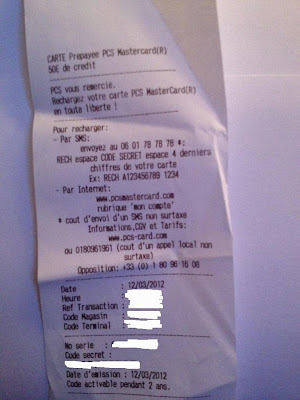 CARTE Prepayee PCS Mastercard(R)
50E de credit
PCS vous remercie.
Rechargez votre carte PCS MasterCard(R)
en toute liberte !
Pour recharger:
- Par SMS:
envoyez au 06 01 78 78 78 *:
RECH espace CODE SECRET espace 4 derniers
chiffres de votre carte
Ex: RECH A123456789 1234
- Par Internet:
www.pcsmastercard.com
rubrique 'mon compte'
* cout d'envoi d'un SMS non surtaxe
Informations,CGV et Tarifs:
www.pcs-card.com
ou 0180961961 (cout d'un appel local non
surtaxe)
Opposition: +33 (0) 1 80 96 16 08
Date : 12/03/2012
Heure
Ref Transaction :
Code Magasin :
Code Terminal :
No serie :
Code secret :
Date d'emission : 12/03/2012
Code activable pendant 2 ans.